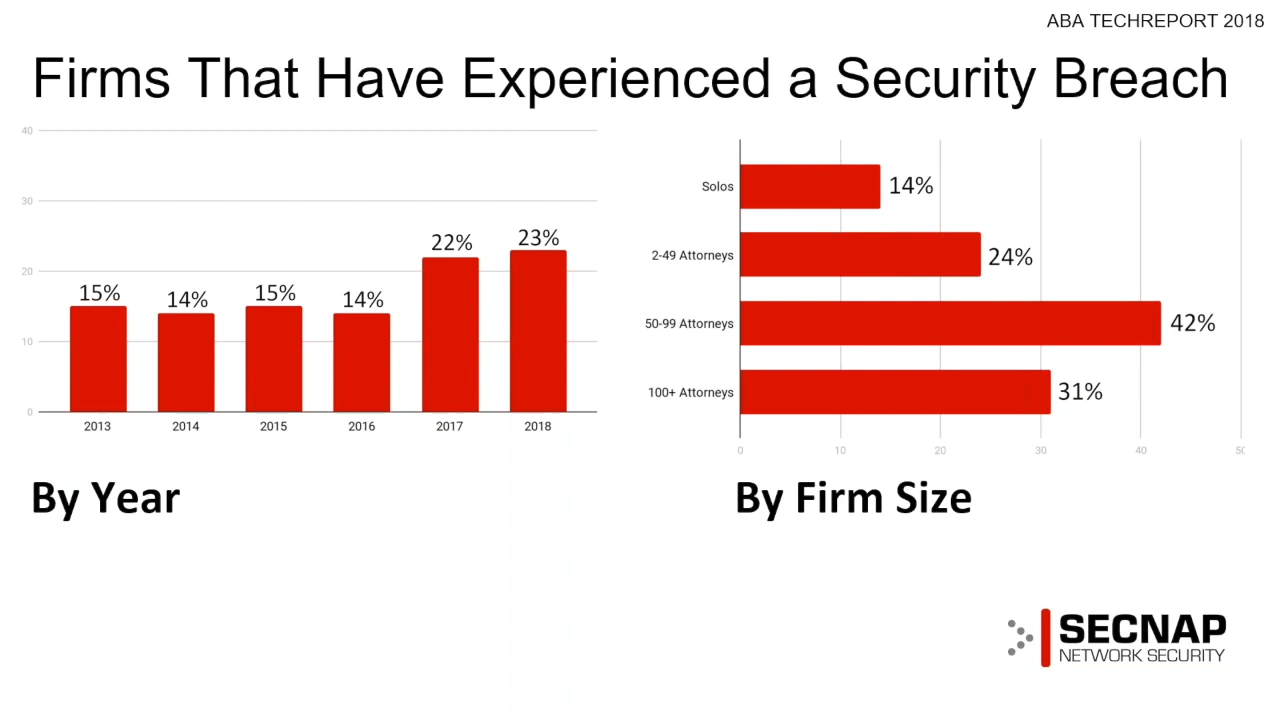 ABA TECHREPORT 2018
Firms That Have Experienced a Security Breach
40
30
20
10
0
15%
14%
15%
14%
22%
23%
2013
2014
2015
2016
2017
2018
By Year
Solos
14%
2-49 Attorneys
24%
50-99 Attorneys
42%
100+ Attorneys
31%
0
10
20
30
40
By Firm Size
SECNAP
NETWORK SECURITY